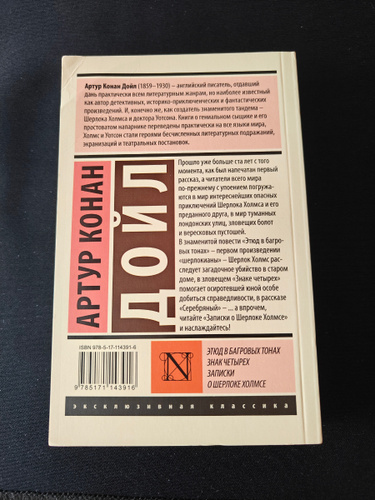 Артур Конан Дойл (1859–1930) – английский писатель, отдавший
дань практически всем литературным жанрам, но наиболее известный
как автор детективных, историко-приключенческих и фантастических
произведений. И, конечно же, как создатель знаменитого тандема –
Шерлока Холмса и доктора Уотсона. Книги о гениальном сыщике и его
простоватом напарнике переведены практически на все языки мира,
Холмс и Уотсон стали героями бесчисленных литературных подражаний,
экранизаций и театральных постановок.
АРТУР КОНАН
ДОЙЛ
Прошло уже больше ста лет с того
момента, как был напечатан первый
рассказ, а читатели всего мира
по-прежнему с упоением погружа-
ются в мир интереснейших опасных
приключений Шерлока Холмса и его
преданного друга, в мир туманных
лондонских улиц, зловещих болот
и вересковых пустошей.
В знаменитой повести «Этюд в багро-
вых тонах» – первом произведении
«шерлокианы» – Шерлок Холмс рас-
следует загадочное убийство в старом
доме, в зловещем «Знаке четырех»
помогает осиротевшей юной особе
добиться справедливости, в рассказе
«Серебряный» – ... а впрочем,
читайте «Записки о Шерлоке Холмсе»
и наслаждайтесь!
ISBN 978-5-17-114391-6
9 785171 143916
N
ЭТЮД В БАГРОВЫХ ТОНАХ
ЗНАК ЧЕТЫРЕХ
ЗАПИСКИ
О ШЕРЛОКЕ ХОЛМСЕ
эксклюзивная классика